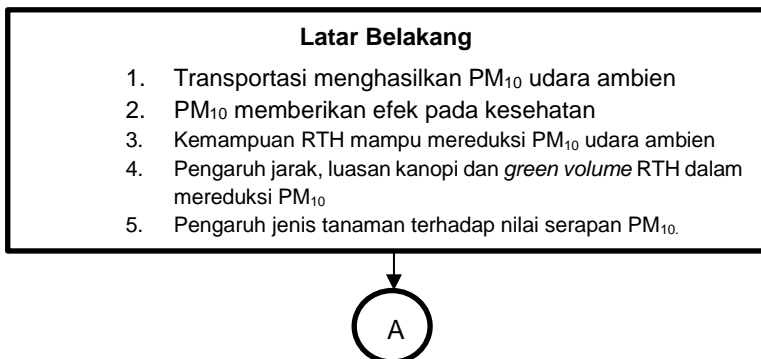 Latar Belakang
1. Transportasi menghasilkan PM₁₀ udara ambien
2. PM₁₀ memberikan efek pada kesehatan
3. Kemampuan RTH mampu mereduksi PM₁₀ udara ambien
4. Pengaruh jarak, luasan kanopi dan green volume RTH dalam
mereduksi PM₁₀
5. Pengaruh jenis tanaman terhadap nilai serapan PM₁₀.
A